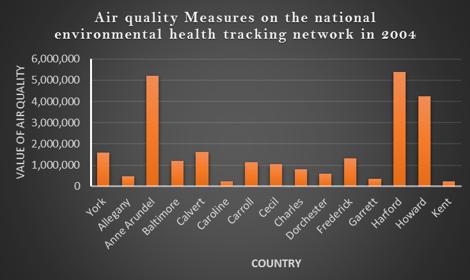 Air quality Measures on the national
environmental health tracking network in 2004
VALUE OF AIRQUALITY
6,000,000
5,000,000
4,000,000
3,000,000
2,000,000
1,000,000
0
York
Allegany
Anne Arundel
Baltimore
Calvert
Caroline
Carroll
Cecil
Charles
Dorchester
Frederick
Garrett
Harford
Howard
Kent
COUNTRY